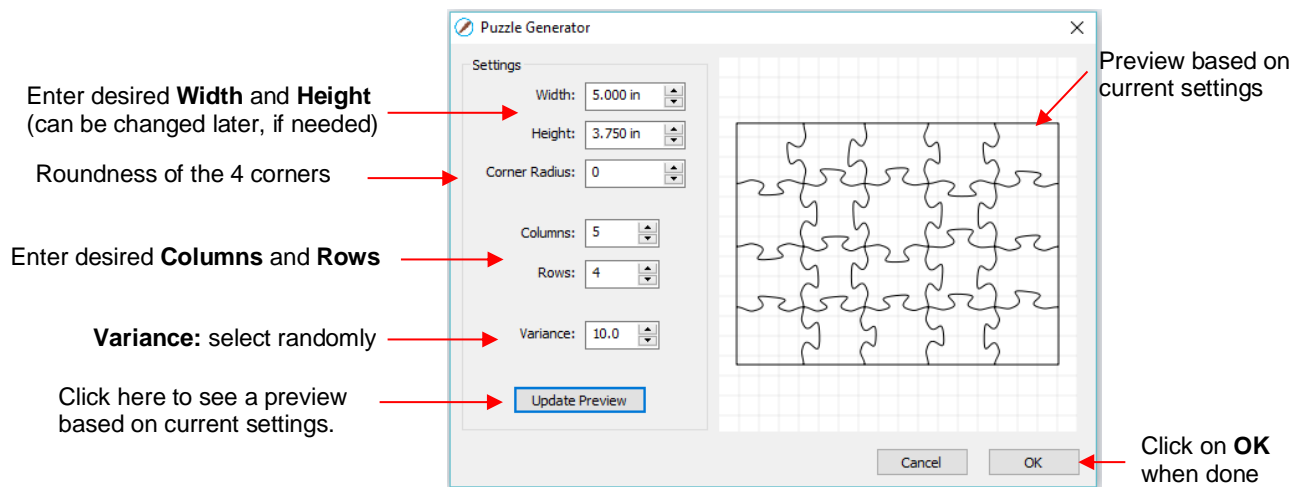 Puzzle Generator
Settings
Enter desired Width and Height
(can be changed later, if needed)
Width: 5.000 in
Height: 3.750 in
Roundness of the 4 corners
Corner Radius: 0
Enter desired Columns and Rows
Columns: 5
Rows: 4
Variance: select randomly
Variance: 10.0
Click here to see a preview
based on current settings.
Update Preview
Preview based on
current settings
Cancel
OK
Click on OK
when done